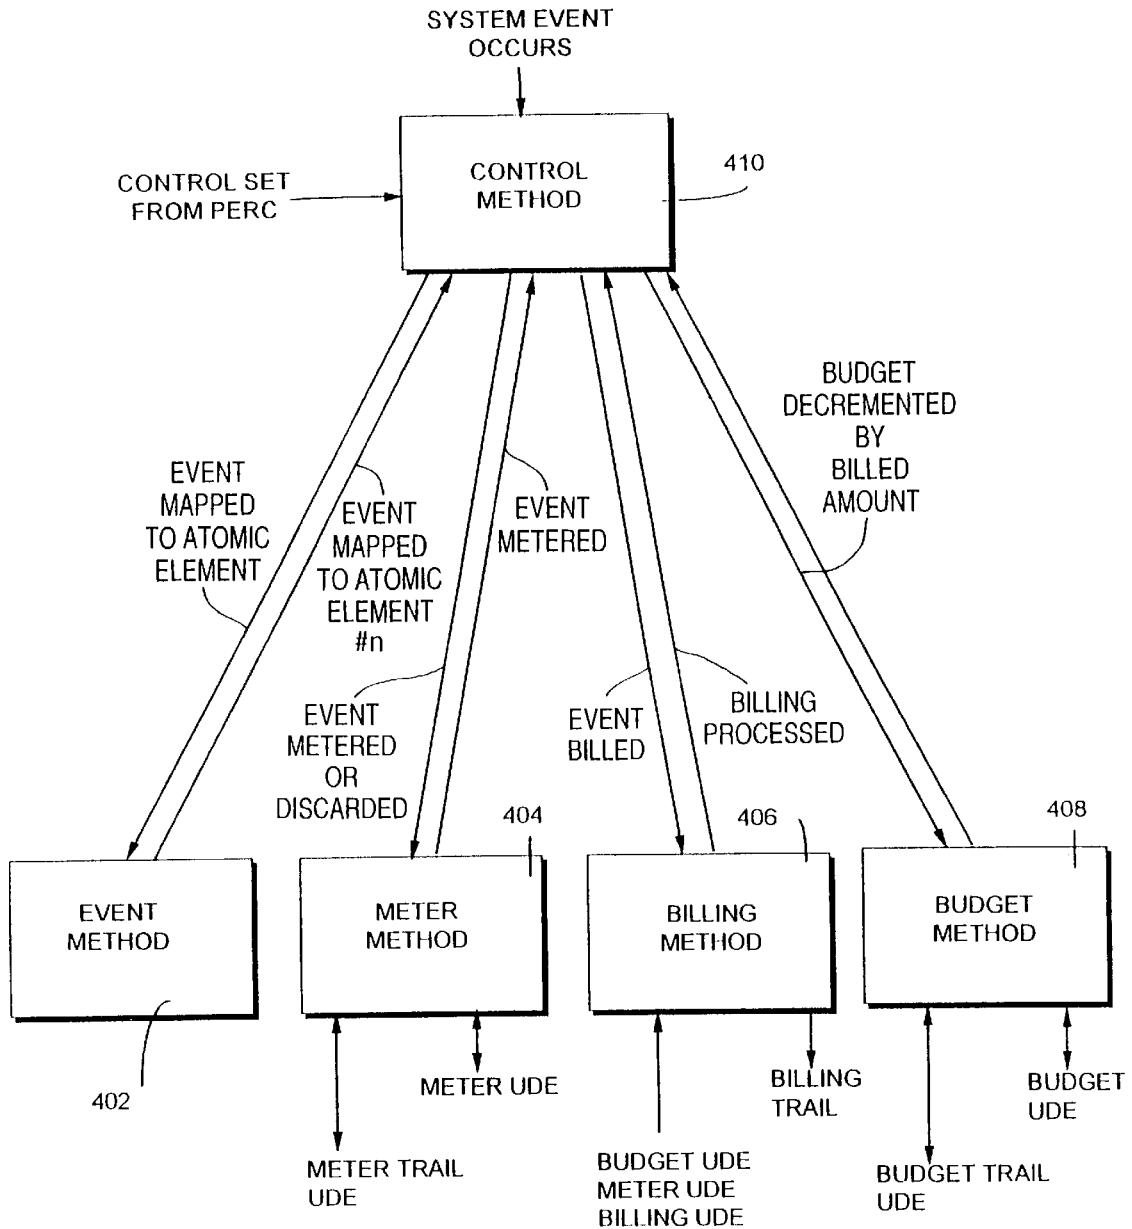 SYSTEM EVENT
OCCURS
CONTROL
METHOD
410
CONTROL SET
FROM PERC
EVENT
MAPPED
TO ATOMIC
ELEMENT
EVENT
MAPPED
TO ATOMIC
ELEMENT
#n
EVENT
METERED
BUDGET
DECREMENTED
BY
BILLED
AMOUNT
EVENT
METERED
OR
DISCARDED
EVENT
BILLED
BILLING
PROCESSED
404
406
408
EVENT
METHOD
METER
METHOD
BILLING
METHOD
BUDGET
METHOD
402
METER UDE
BILLING
TRAIL
BUDGET
UDE
METER TRAIL
UDE
BUDGET UDE
METER UDE
BILLING UDE
BUDGET TRAIL
UDE